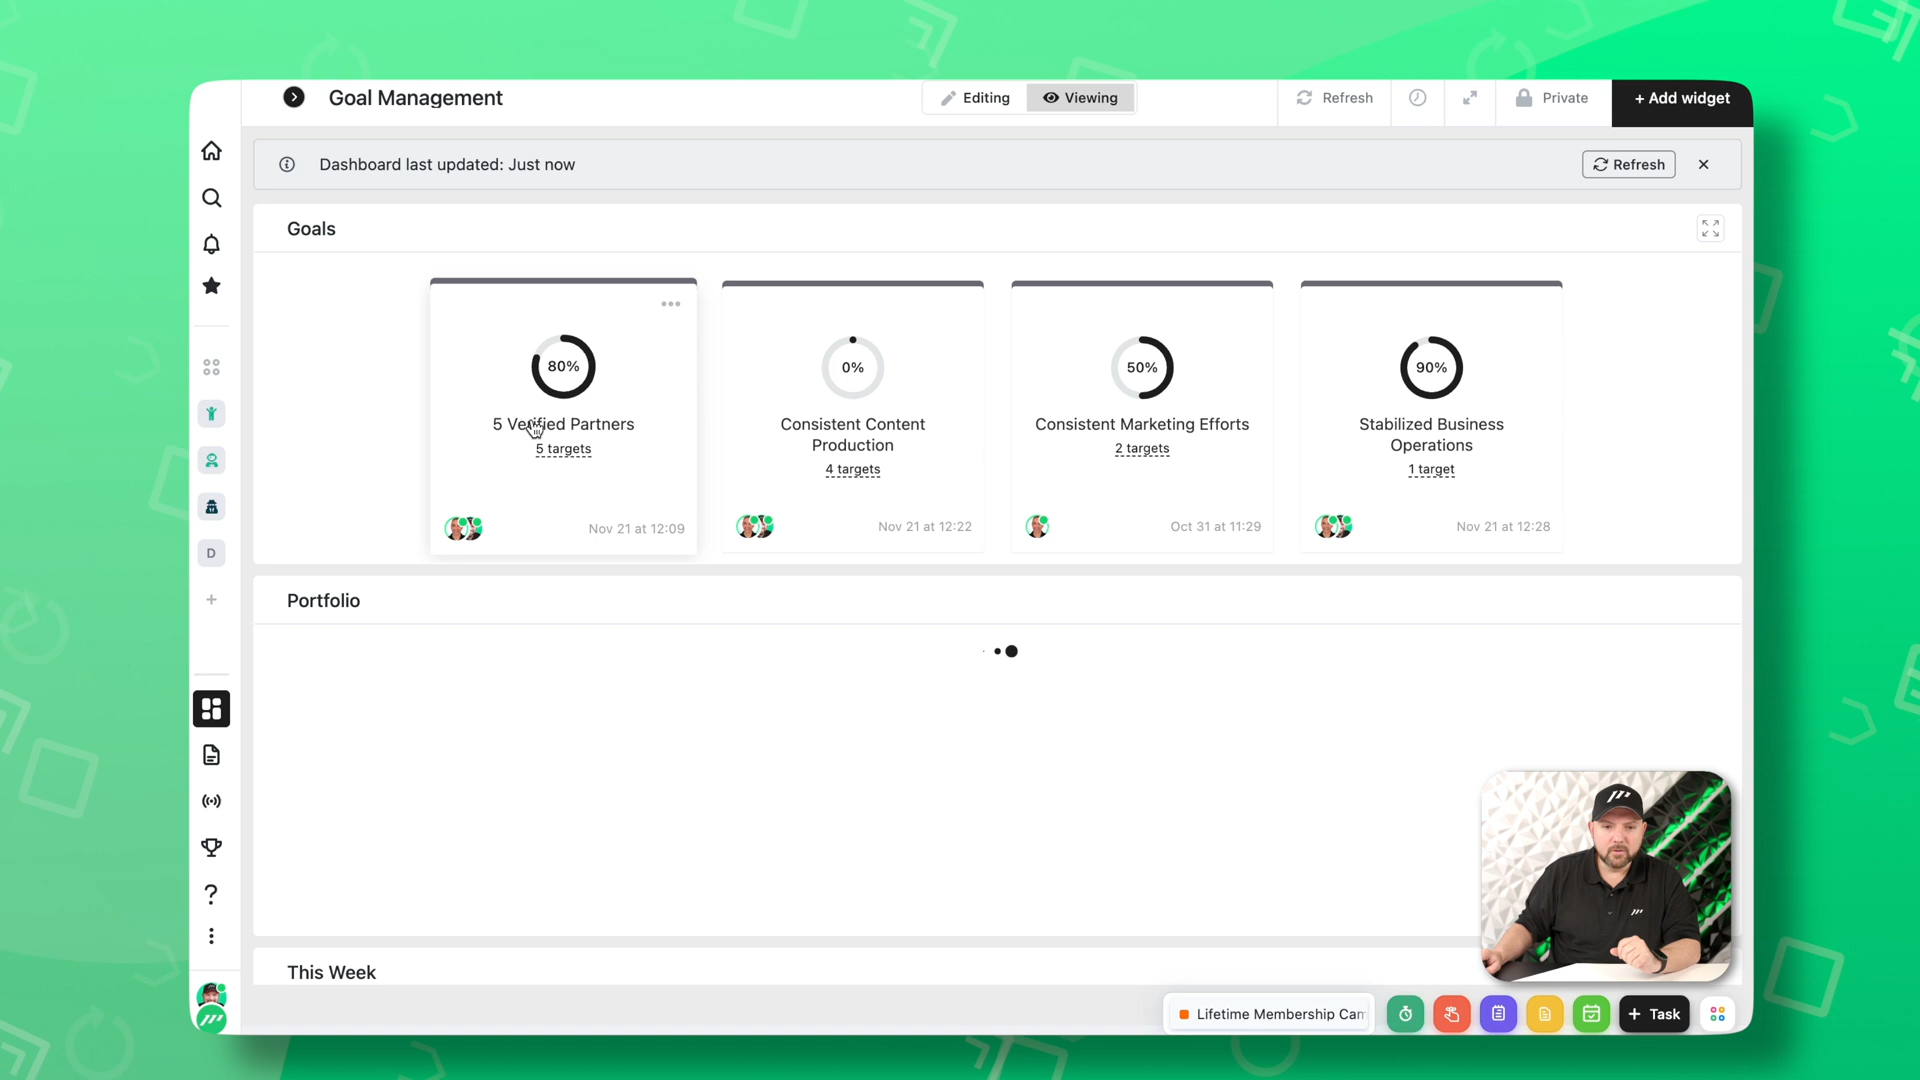 Goal Management
Editing
Viewing
Refresh
Private
+ Add widget
Dashboard last updated: Just now
Refresh
Goals
80%
5 Verified Partners
5 targets
Nov 21 at 12:09
0%
Consistent Content
Production
4 targets
Nov 21 at 12:22
50%
Consistent Marketing Efforts
2 targets
Oct 31 at 11:29
90%
Stabilized Business
Operations
1 target
Nov 21 at 12:28
D
Portfolio
This Week
Lifetime Membership Cam
+ Task